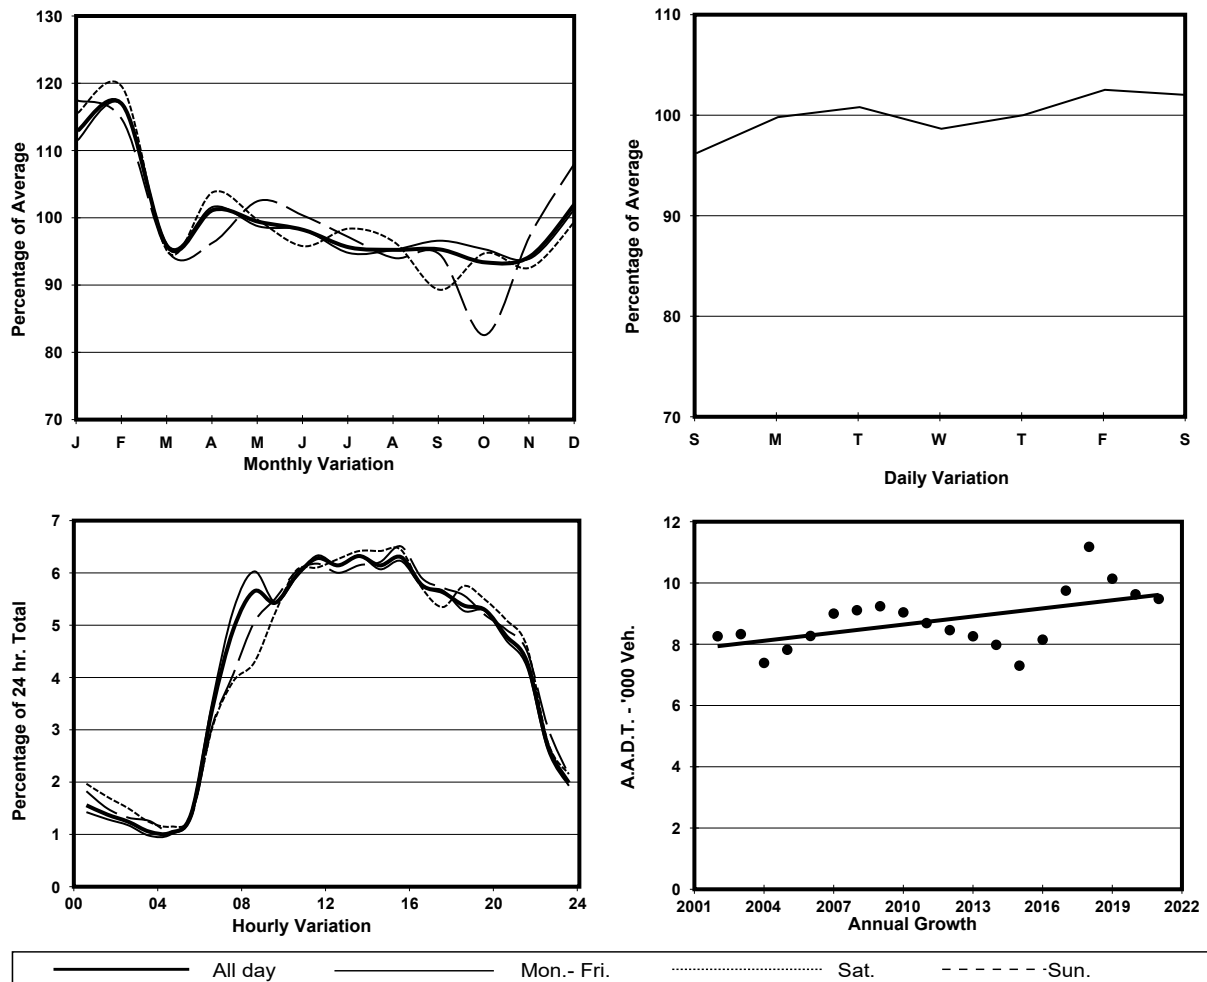 130
120
110
100
90
80
70
Percentage of Average
J F M A M J J A S O N D
Monthly Variation
110
100
90
80
70
Percentage of Average
S M T W T F S
Daily Variation
7
6
5
4
3
2
1
0
Percentage of 24 hr. Total
00 04 08 12 16 20 24
Hourly Variation
12
10
8
6
4
2
0
A.A.D.T. - '000 Veh.
2001 2004 2007 2010 2013 2016 2019 2022
Annual Growth
All day Mon.- Fri. Sat. Sun.